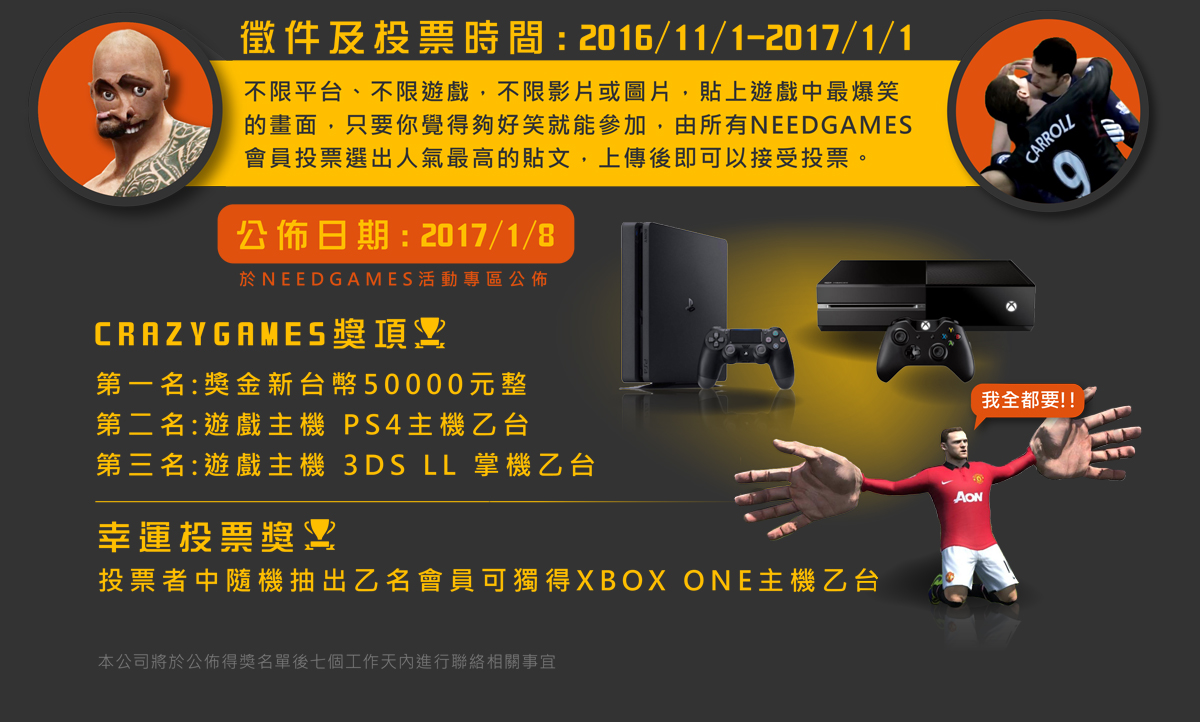 徵件及投票時間:2016/11/1-2017/1/1
不限平台、不限遊戲，不限影片或圖片，貼上遊戲中最爆笑
的畫面，只要你覺得夠好笑就能參加，由所有NEEDGAMES
會員投票選出人氣最高的貼文，上傳後即可以接受投票。
CARROLL
9
公佈日期:2017/1/8
於NEEDGAMES活動專區公佈
CRAZYGAMES獎項
第一名:獎金新台幣50000元整
第二名:遊戲主機 PS4主機乙台
第三名:遊戲主機 3DS LL 掌機乙台
我全都要!!
AON
幸運投票獎
投票者中隨機抽出乙名會員可獨得XBOX ONE主機乙台
本公司將於公佈得獎名單後七個工作天內進行聯絡相關事宜